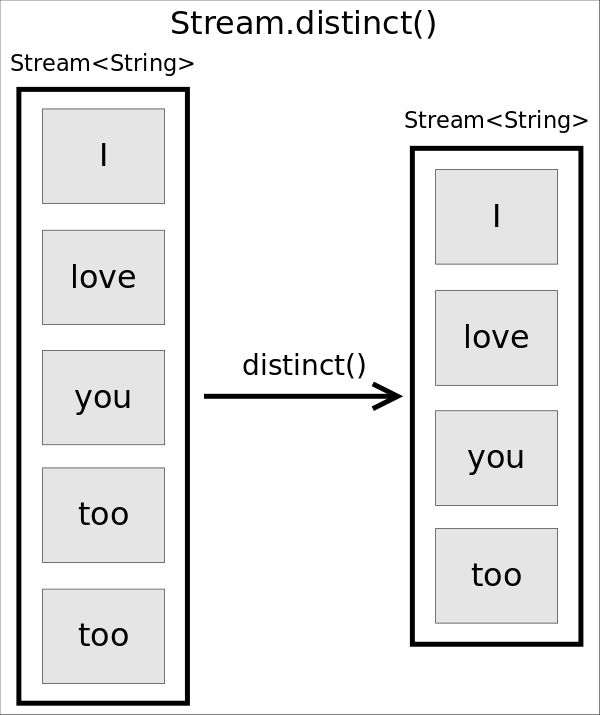 Stream.distinct()
Stream<String>
I
love
you
too
too
distinct()
Stream<String>
I
love
you
too